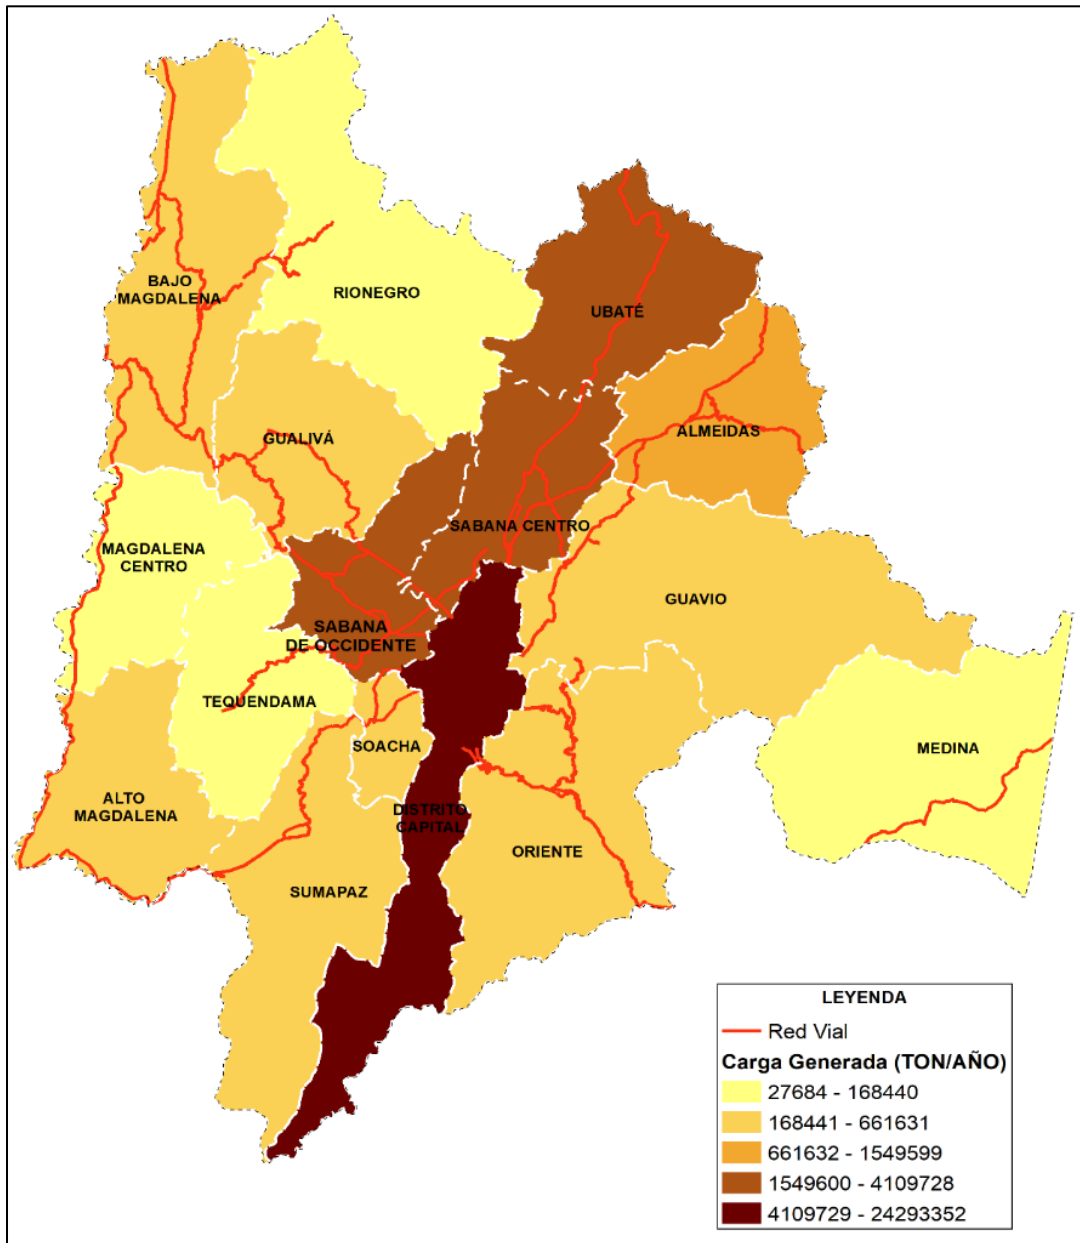 BAJO
MAGDALENA
RIONEGRO
UBATÉ
GUALIVÁ
ALMEIDAS
SABANA CENTRO
MAGDALENA
CENTRO
GUAVIO
SABANA
DE OCCIDENTE
TEQUENDAMA
SOACHA
MEDINA
ALTO
MAGDALENA
DISTRITO
CAPITAL
ORIENTE
SUMAPAZ
LEYENDA
Red Vial
Carga Generada (TON/AÑO)
27684 - 168440
168441 - 661631
661632 - 1549599
1549600 - 4109728
4109729 - 24293352